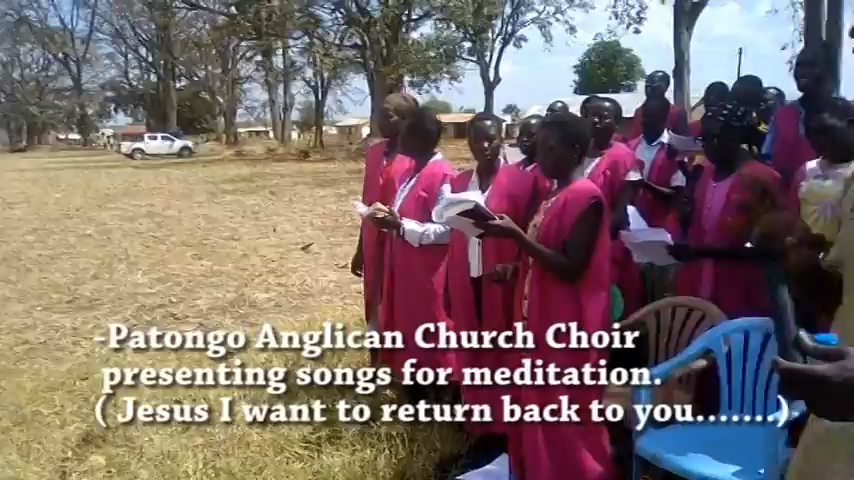 -Patongo Anglican Church Choir
presenting songs for meditation.
( Jesus I want to return back to you.......)